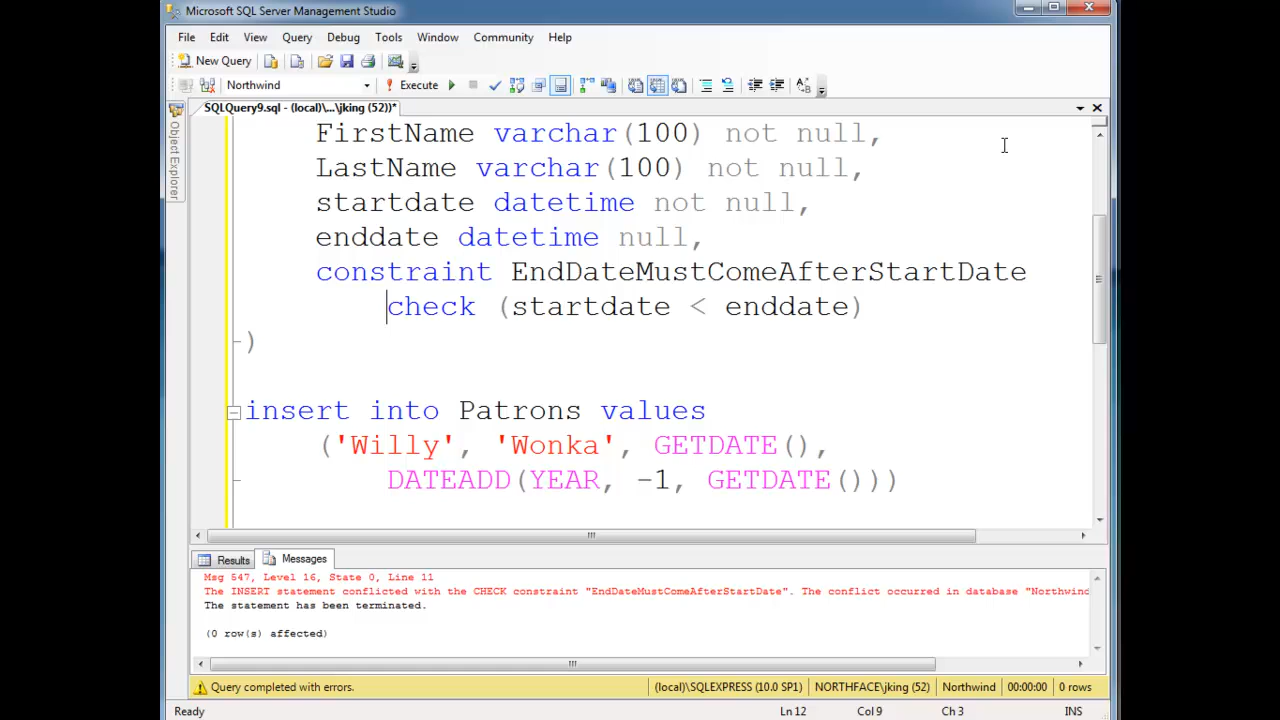 Microsoft SQL Server Management Studio
File Edit View Query Debug Tools Window Community Help
New Query
Northwind Execute
SQLQuery9.sql - (local)\...\jking (52))*
Object Explorer
FirstName varchar(100) not null,
LastName varchar(100) not null,
startdate datetime not null,
enddate datetime null,
constraint EndDateMustComeAfterStartDate
check (startdate < enddate)
)
insert into Patrons values
('Willy', 'Wonka', GETDATE(),
DATEADD(YEAR, -1, GETDATE()))
Results Messages
Msg 547, Level 16, State 0, Line 11
The INSERT statement conflicted with the CHECK constraint "EndDateMustComeAfterStartDate". The conflict occurred in database "Northwind
The statement has been terminated.
(0 row(s) affected)
Query completed with errors. (local)\SQLEXPRESS (10.0 SP1) NORTHFACE\jking (52) Northwind 00:00:00 0 rows
Ready Ln 12 Col 9 Ch 3 INS